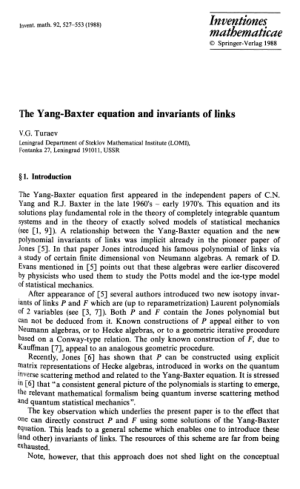 Invent. math. 92, 527-553 (1988)
Inventiones
mathematicae
© Springer-Verlag 1988
The Yang-Baxter equation and invariants of links
V.G. Turaev
Leningrad Department of Steklov Mathematical Institute (LOMI),
Fontanka 27, Leningrad 191011, USSR
§ 1. Introduction
The Yang-Baxter equation first appeared in the independent papers of C.N.
Yang and R.J. Baxter in the late 1960's - early 1970's. This equation and its
solutions play fundamental role in the theory of completely integrable quantum
systems and in the theory of exactly solved models of statistical mechanics
(see [1, 9]). A relationship between the Yang-Baxter equation and the new
polynomial invariants of links was implicit already in the pioneer paper of
Jones [5]. In that paper Jones introduced his famous polynomial of links via
a study of certain finite dimensional von Neumann algebras. A remark of D.
Evans mentioned in [5] points out that these algebras were earlier discovered
by physicists who used them to study the Potts model and the ice-type model
of statistical mechanics.
After appearance of [5] several authors introduced two new isotopy invar-
iants of links P and F which are (up to reparametrization) Laurent polynomials
of 2 variables (see [3, 7]). Both P and F contain the Jones polynomial but
can not be deduced from it. Known constructions of P appeal either to von
Neumann algebras, or to Hecke algebras, or to a geometric iterative procedure
based on a Conway-type relation. The only known construction of F, due to
Kauffman [7], appeal to an analogous geometric procedure.
Recently, Jones [6] has shown that P can be constructed using explicit
matrix representations of Hecke algebras, introduced in works on the quantum
inverse scattering method and related to the Yang-Baxter equation. It is stressed
in [6] that "a consistent general picture of the polynomials is starting to emerge,
the relevant mathematical formalism being quantum inverse scattering method
and quantum statistical mechanics".
The key observation which underlies the present paper is to the effect that
one can directly construct P and F using some solutions of the Yang-Baxter
equation. This leads to a general scheme which enables one to introduce these
(and other) invariants of links. The resources of this scheme are far from being
exhausted.
Note, however, that this approach does not shed light on the conceptual